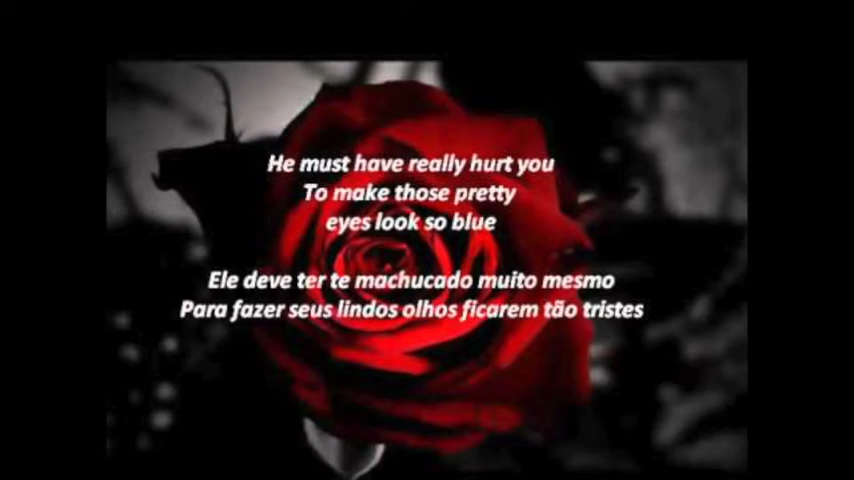 He must have really hurt you
To make those pretty
eyes look so blue
Ele deve ter te machucado muito mesmo
Para fazer seus lindos olhos ficarem tão tristes